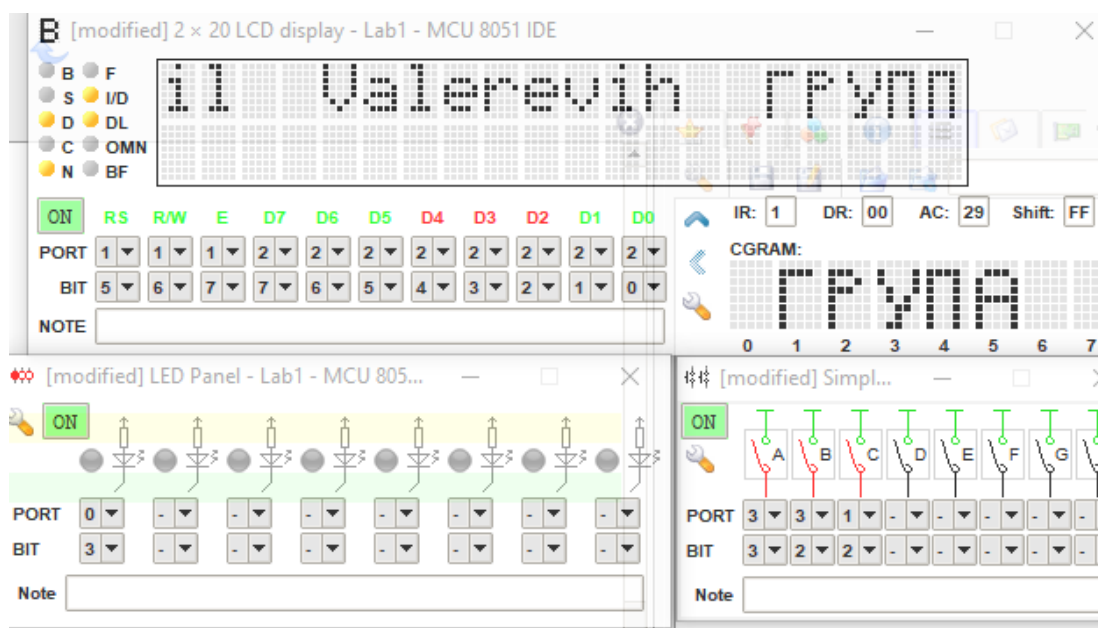 [modified] 2 × 20 LCD display - Lab1 - MCU 8051 IDE
B F
S I/D
D DL
C OMN
N BF
il Valerevih групп
ON RS R/W E D7 D6 D5 D4 D3 D2 D1 D0
PORT 1 1 1 2 2 2 2 2 2 2 2
BIT 5 6 7 7 6 5 4 3 2 1 0
NOTE
IR: 1 DR: 00 AC: 29 Shift: FF
CGRAM:
ГРУПА
0 1 2 3 4 5 6 7
[modified] LED Panel - Lab1 - MCU 805...
ON
PORT 0 - - - - - - -
BIT 3 - - - - - - -
Note
[modified] Simpl...
ON
A B C D E F G
PORT 3 3 1 - - - - -
BIT 3 2 2 - - - - -
Note